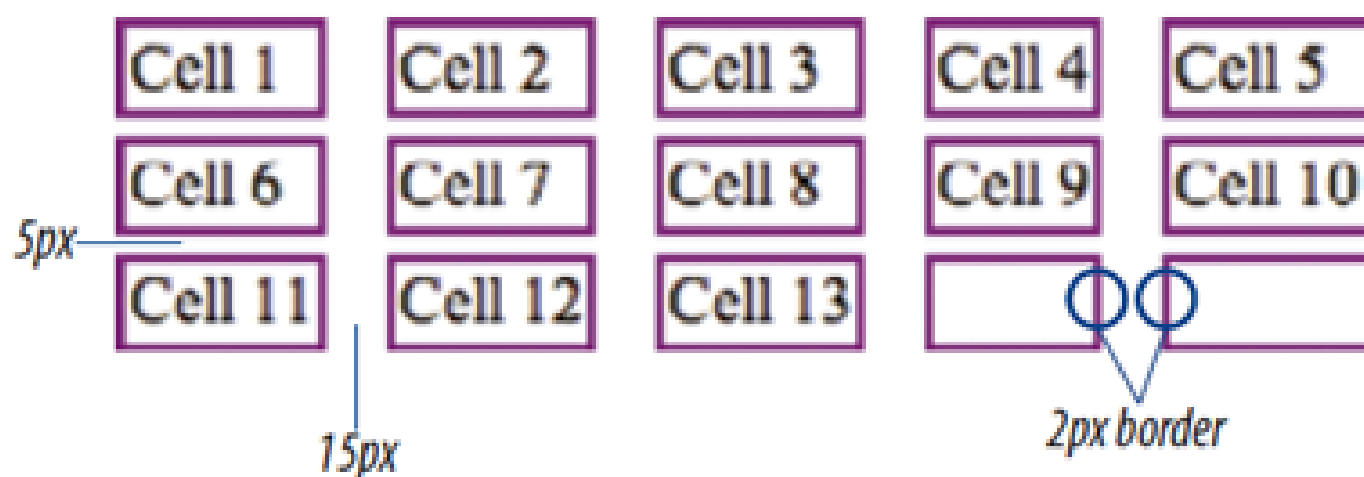 Cell 1 Cell 2 Cell 3 Cell 4 Cell 5
Cell 6 Cell 7 Cell 8 Cell 9 Cell 10
5px
Cell 11 Cell 12 Cell 13
15px
2px border